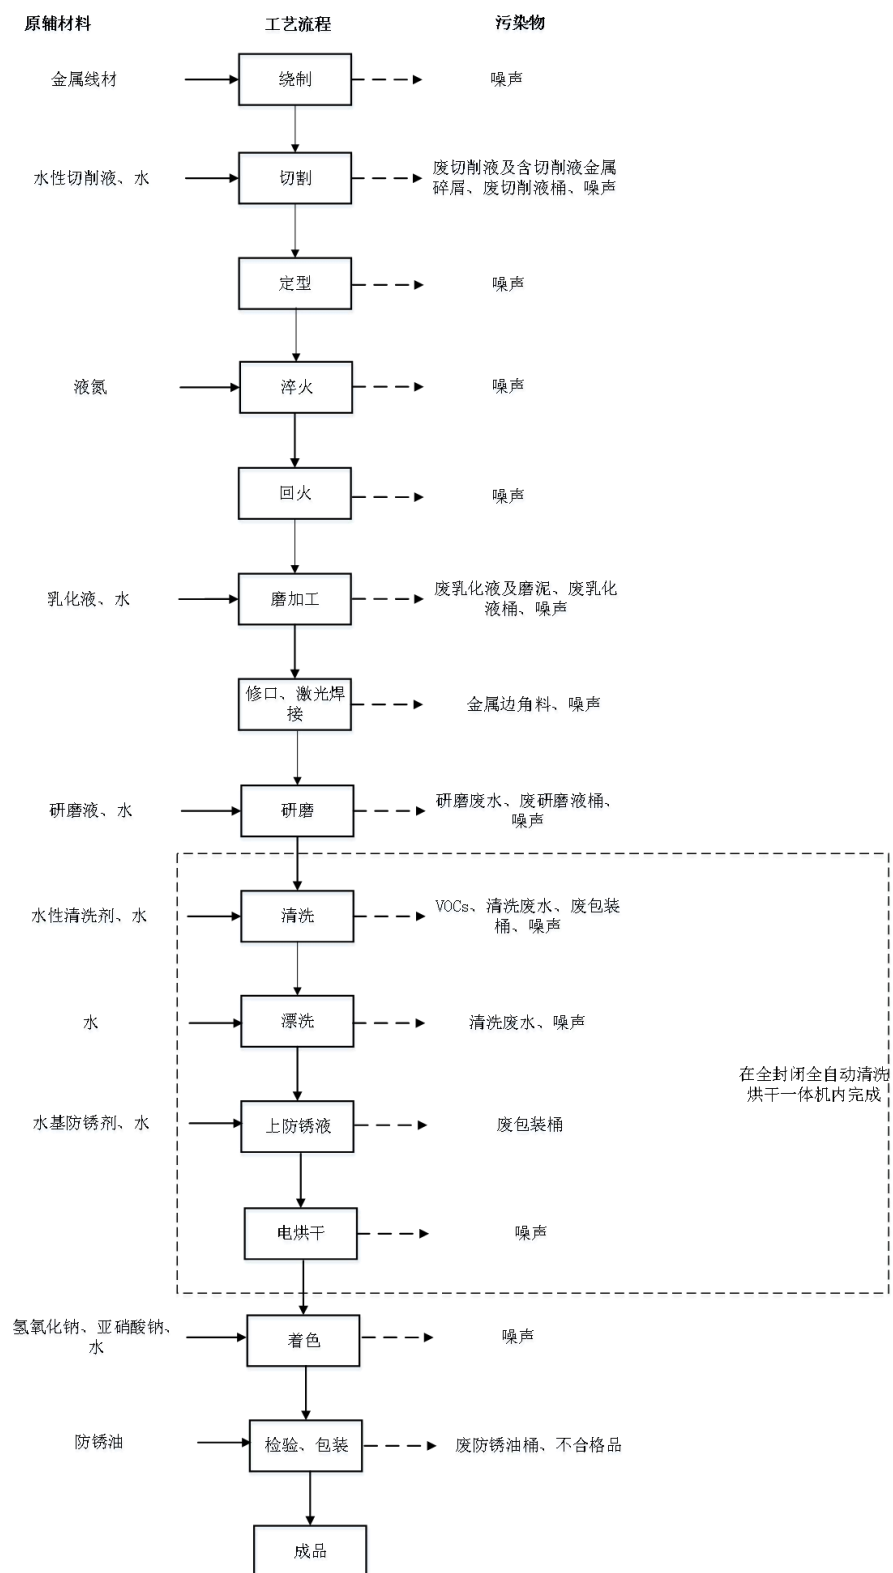 原辅材料 工艺流程 污染物
金属线材 绕制 噪声
水性切削液、水 切割 废切削液及含切削液金属
碎屑、废切削液桶、噪声
定型 噪声
液氮 淬火 噪声
回火 噪声
乳化液、水 磨加工 废乳化液及磨泥、废乳化
液桶、噪声
修口、激光焊
接
金属边角料、噪声
研磨液、水 研磨 研磨废水、废研磨液桶、
噪声
水性清洗剂、水 清洗 VOCs、清洗废水、废包装
桶、噪声
水 漂洗 清洗废水、噪声
在全封闭全自动清洗
烘干一体机内完成
水基防锈剂、水 上防锈液 废包装桶
电烘干 噪声
氢氧化钠、亚硝酸钠、
水
着色 噪声
防锈油 检验、包装 废防锈油桶、不合格品
成品